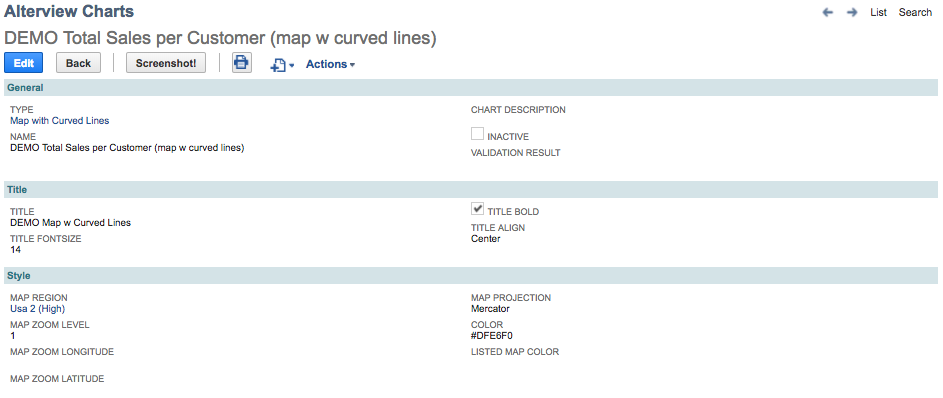 Alterview Charts
List Search
DEMO Total Sales per Customer (map w curved lines)
Edit Back Screenshot! Actions
General
TYPE
Map with Curved Lines
NAME
DEMO Total Sales per Customer (map w curved lines)
CHART DESCRIPTION
INACTIVE
VALIDATION RESULT
Title
TITLE
DEMO Map w Curved Lines
TITLE FONTSIZE
14
TITLE BOLD
TITLE ALIGN
Center
Style
MAP REGION
Usa 2 (High)
MAP ZOOM LEVEL
1
MAP ZOOM LONGITUDE
MAP ZOOM LATITUDE
MAP PROJECTION
Mercator
COLOR
#DFE6F0
LISTED MAP COLOR